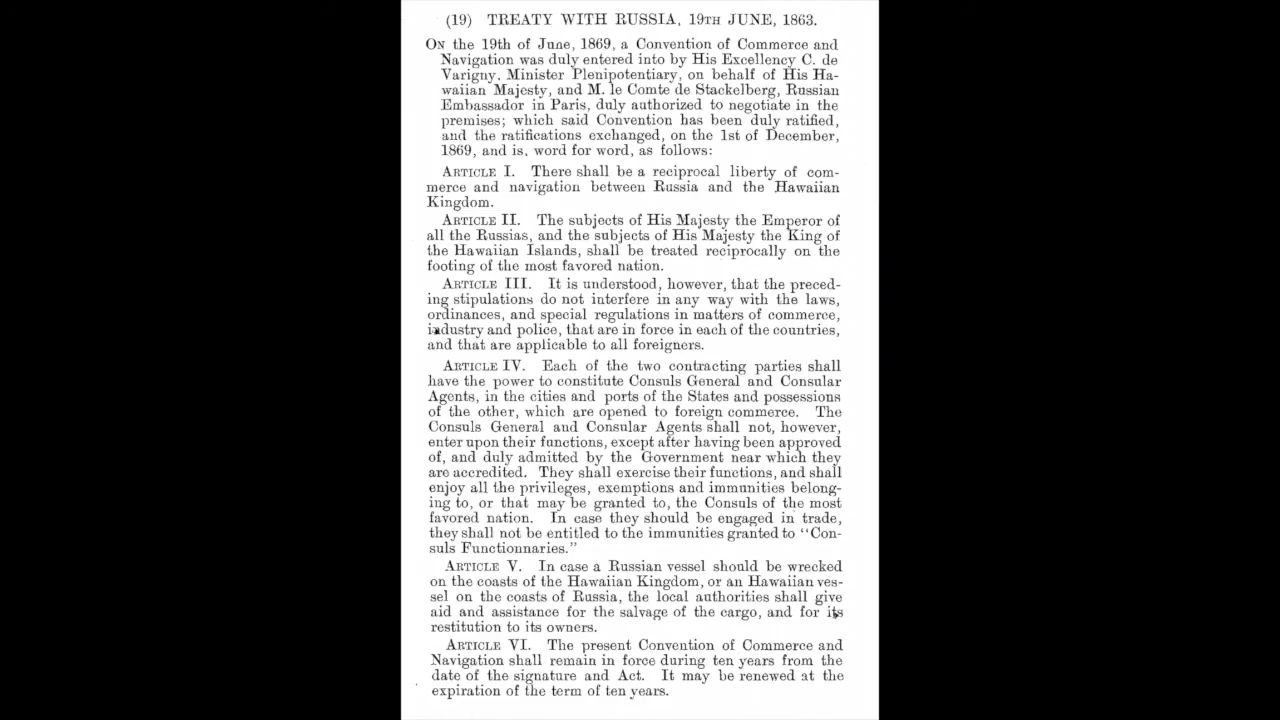 (19) TREATY WITH RUSSIA, 19TH JUNE, 1863.
ON the 19th of June, 1869, a Convention of Commerce and
Navigation was duly entered into by His Excellency C. de
Varigny, Minister Plenipotentiary, on behalf of His Ha-
waiian Majesty, and M. le Comte de Stackelberg, Russian
Embassador in Paris, duly authorized to negotiate in the
premises; which said Convention has been duly ratified,
and the ratifications exchanged, on the 1st of December,
1869, and is, word for word, as follows:
ARTICLE I. There shall be a reciprocal liberty of com-
merce and navigation between Russia and the Hawaiian
Kingdom.
ARTICLE II. The subjects of His Majesty the Emperor of
all the Russias, and the subjects of His Majesty the King of
the Hawaiian Islands, shall be treated reciprocally on the
footing of the most favored nation.
ARTICLE III. It is understood, however, that the preced-
ing stipulations do not interfere in any way with the laws,
ordinances, and special regulations in matters of commerce,
industry and police, that are in force in each of the countries,
and that are applicable to all foreigners.
ARTICLE IV. Each of the two contracting parties shall
have the power to constitute Consuls General and Consular
Agents, in the cities and ports of the States and possessions
of the other, which are opened to foreign commerce. The
Consuls General and Consular Agents shall not, however,
enter upon their functions, except after having been approved
of, and duly admitted by the Government near which they
are accredited. They shall exercise their functions, and shall
enjoy all the privileges, exemptions and immunities belong-
ing to, or that may be granted to, the Consuls of the most
favored nation. In case they should be engaged in trade,
they shall not be entitled to the immunities granted to "Con-
suls Functionnaries."
ARTICLE V. In case a Russian vessel should be wrecked
on the coasts of the Hawaiian Kingdom, or an Hawaiian ves-
sel on the coasts of Russia, the local authorities shall give
aid and assistance for the salvage of the cargo, and for its
restitution to its owners.
ARTICLE VI. The present Convention of Commerce and
Navigation shall remain in force during ten years from the
date of the signature and Act. It may be renewed at the
expiration of the term of ten years.